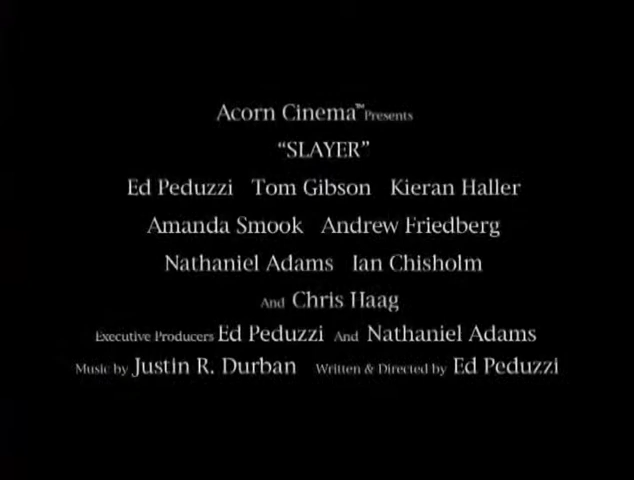 Acorn Cinema™ Presents
“SLAYER”
Ed Peduzzi Tom Gibson Kieran Haller
Amanda Smook Andrew Friedberg
Nathaniel Adams Ian Chisholm
And Chris Haag
Executive Producers Ed Peduzzi And Nathaniel Adams
Music by Justin R. Durban Written & Directed by Ed Peduzzi